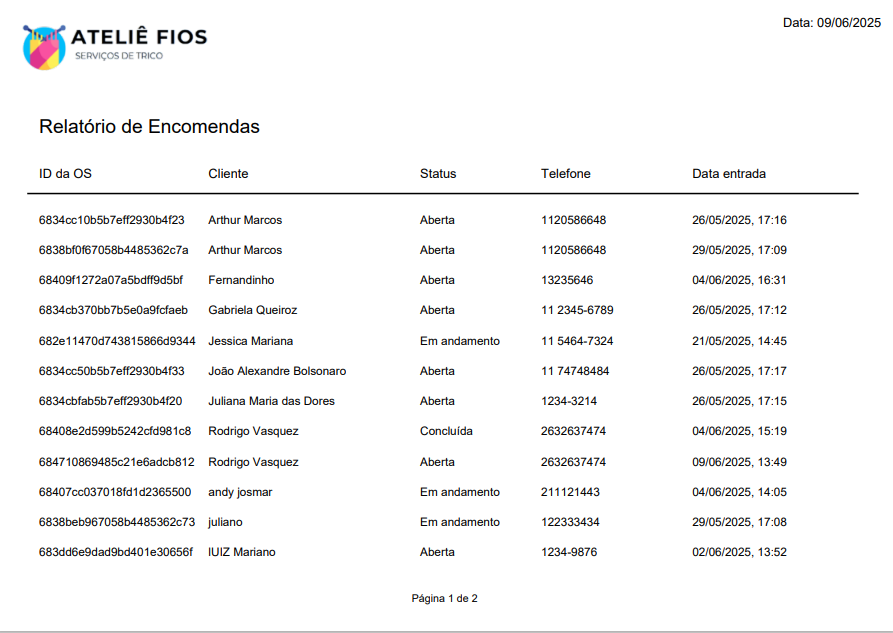 Data: 09/06/2025
ATELIÊ FIOS
SERVIÇOS DE TRICO
Relatório de Encomendas
ID da OS Cliente Status Telefone Data entrada
6834cc10b5b7eff2930b4f23 Arthur Marcos Aberta 1120586648 26/05/2025, 17:16
6838bf0f67058b4485362c7a Arthur Marcos Aberta 1120586648 29/05/2025, 17:09
68409f1272a07a5bdff9d5bf Fernandinho Aberta 13235646 04/06/2025, 16:31
6834cb370bb7b5e0a9fcfaeb Gabriela Queiroz Aberta 11 2345-6789 26/05/2025, 17:12
682e11470d743815866d9344 Jessica Mariana Em andamento 11 5464-7324 21/05/2025, 14:45
6834cc50b5b7eff2930b4f33 João Alexandre Bolsonaro Aberta 11 74748484 26/05/2025, 17:17
6834cbfab5b7eff2930b4f20 Juliana Maria das Dores Aberta 1234-3214 26/05/2025, 17:15
68408e2d599b5242cfd981c8 Rodrigo Vasquez Concluída 2632637474 04/06/2025, 15:19
684710869485c21e6adcb812 Rodrigo Vasquez Aberta 2632637474 09/06/2025, 13:49
68407cc037018fd1d2365500 andy josmar Em andamento 211121443 04/06/2025, 14:05
6838beb967058b4485362c73 juliano Em andamento 122333434 29/05/2025, 17:08
683dd6e9dad9bd401e30656f lUIZ Mariano Aberta 1234-9876 02/06/2025, 13:52
Página 1 de 2